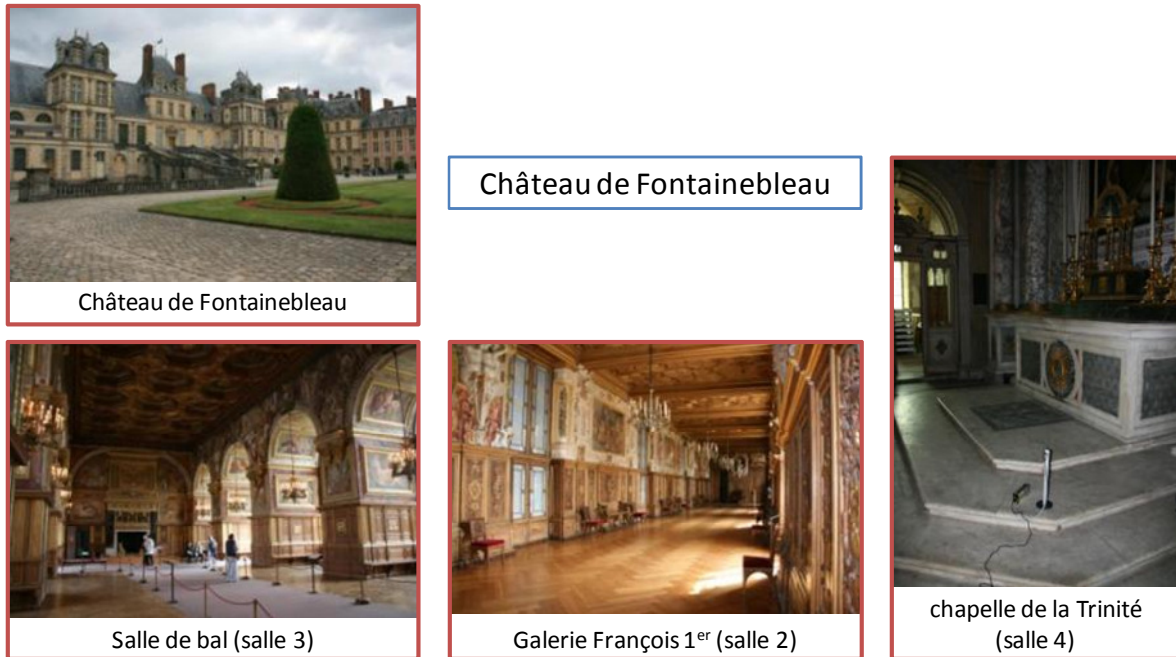 Château de Fontainebleau
Château de Fontainebleau
Salle de bal (salle 3)
Galerie François 1er (salle 2)
chapelle de la Trinité
(salle 4)